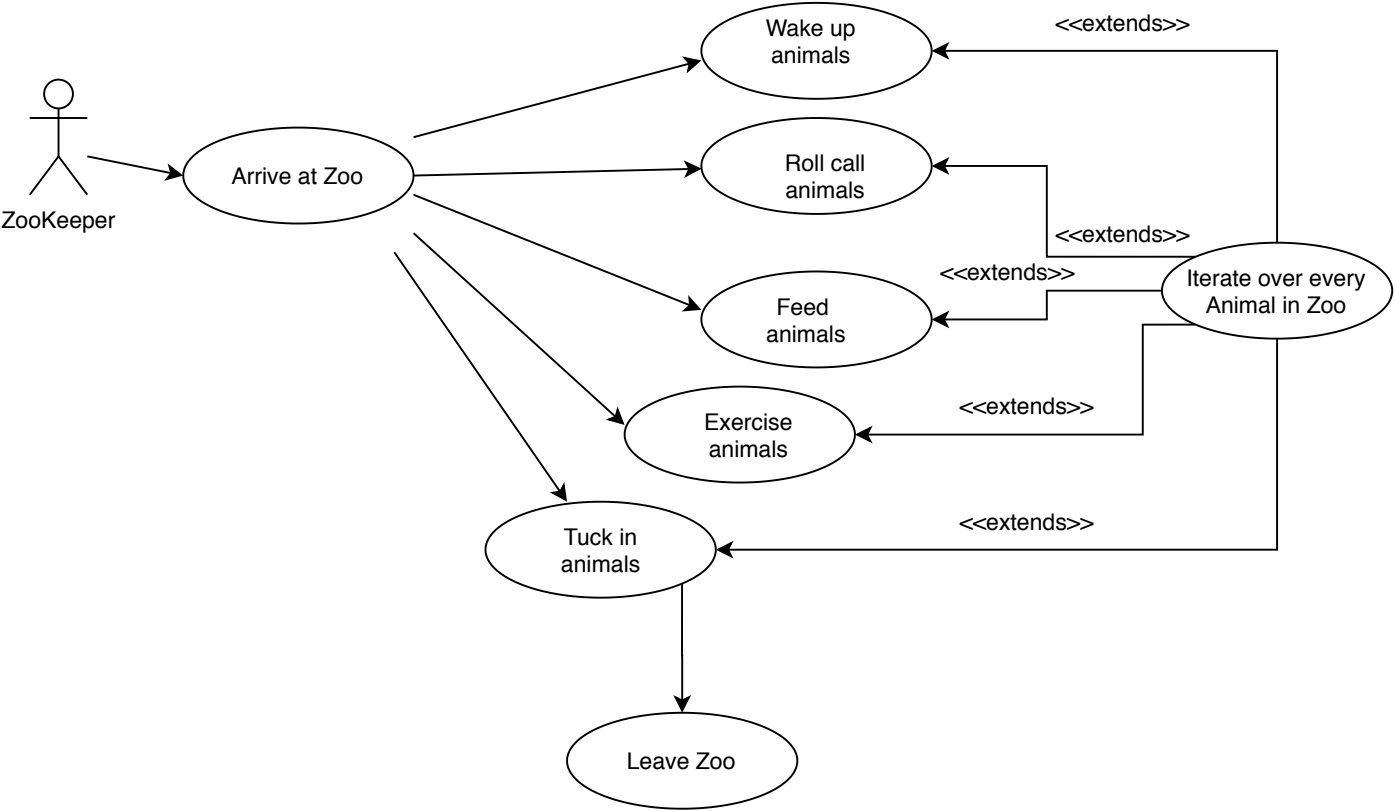 <<extends>>
Wake up
animals
Roll call
animals
Arrive at Zoo
ZooKeeper
<<extends>>
<<extends>>
Iterate over every
Animal in Zoo
Feed
animals
<<extends>>
Exercise
animals
<<extends>>
Tuck in
animals
Leave Zoo